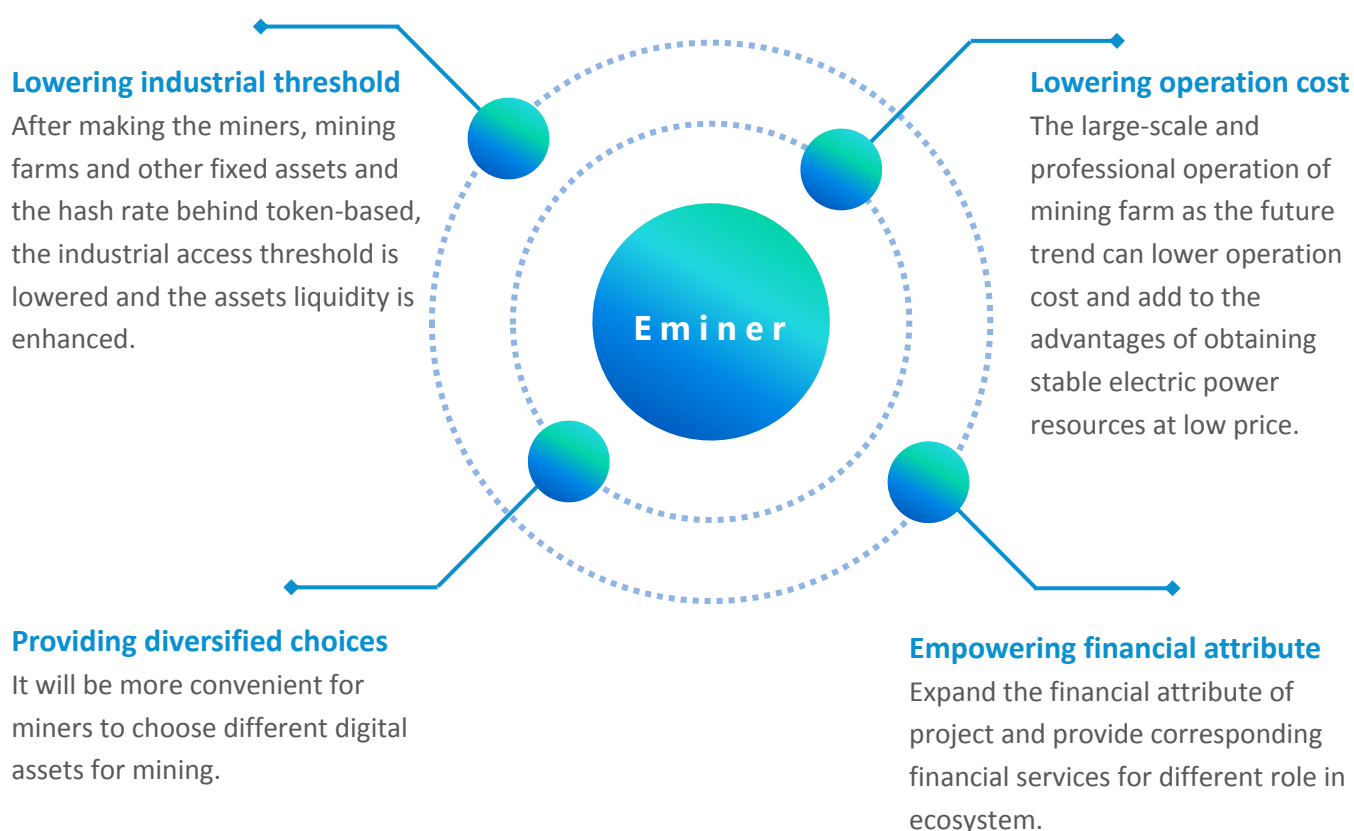 Lowering industrial threshold
After making the miners, mining
farms and other fixed assets and
the hash rate behind token-based,
the industrial access threshold is
lowered and the assets liquidity is
enhanced.
Lowering operation cost
The large-scale and
professional operation of
mining farm as the future
trend can lower operation
cost and add to the
advantages of obtaining
stable electric power
resources at low price.
Eminer
Providing diversified choices
It will be more convenient for
miners to choose different digital
assets for mining.
Empowering financial attribute
Expand the financial attribute of
project and provide corresponding
financial services for different role in
ecosystem.